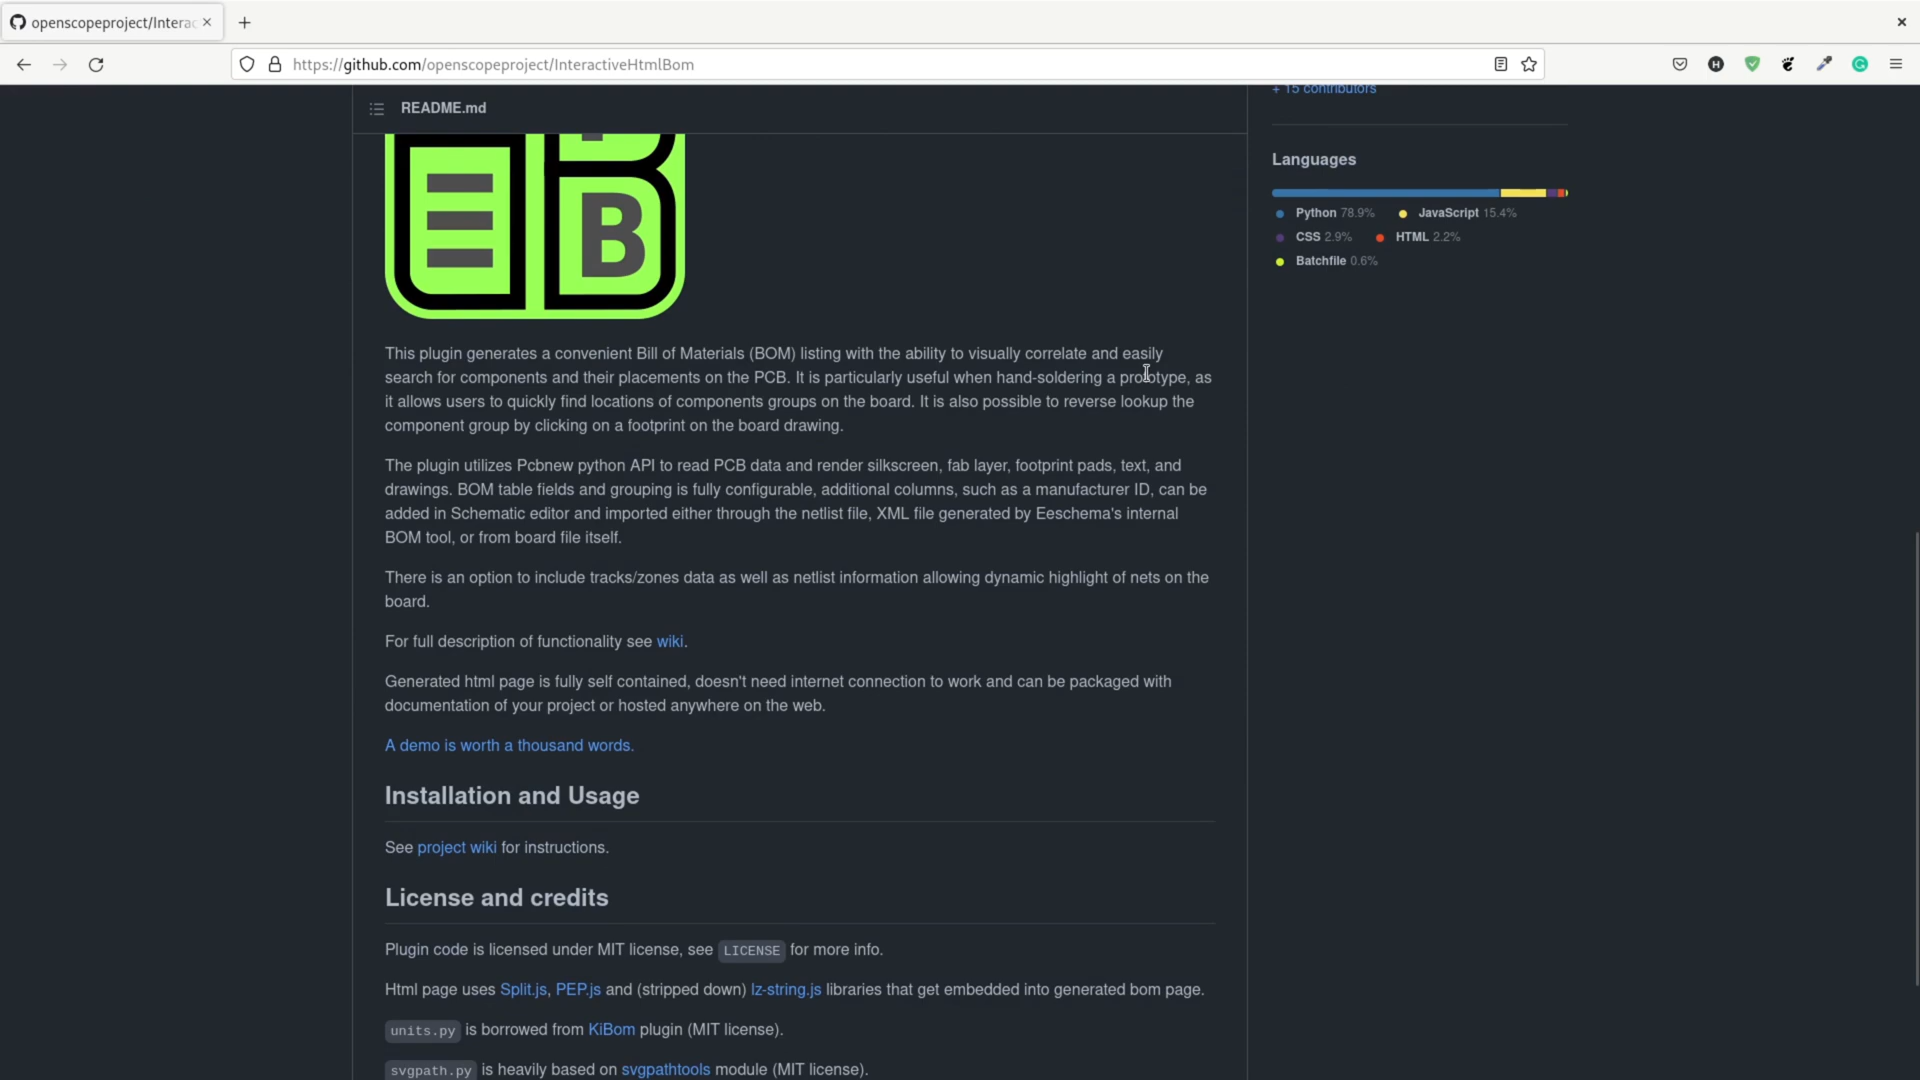 openscopeproject/Interac
https://github.com/openscopeproject/InteractiveHtmlBom
+ 15 contributors
README.md
Languages
Python 78.9% JavaScript 15.4%
CSS 2.9% HTML 2.2%
Batchfile 0.6%
B
This plugin generates a convenient Bill of Materials (BOM) listing with the ability to visually correlate and easily
search for components and their placements on the PCB. It is particularly useful when hand-soldering a prototype, as
it allows users to quickly find locations of components groups on the board. It is also possible to reverse lookup the
component group by clicking on a footprint on the board drawing.
The plugin utilizes Pcbnew python API to read PCB data and render silkscreen, fab layer, footprint pads, text, and
drawings. BOM table fields and grouping is fully configurable, additional columns, such as a manufacturer ID, can be
added in Schematic editor and imported either through the netlist file, XML file generated by Eeschema's internal
BOM tool, or from board file itself.
There is an option to include tracks/zones data as well as netlist information allowing dynamic highlight of nets on the
board.
For full description of functionality see wiki.
Generated html page is fully self contained, doesn't need internet connection to work and can be packaged with
documentation of your project or hosted anywhere on the web.
A demo is worth a thousand words.
Installation and Usage
See project wiki for instructions.
License and credits
Plugin code is licensed under MIT license, see LICENSE for more info.
Html page uses Split.js, PEP.js and (stripped down) lz-string.js libraries that get embedded into generated bom page.
units.py is borrowed from KiBom plugin (MIT license).
svgpath.py is heavily based on svgpathtools module (MIT license).